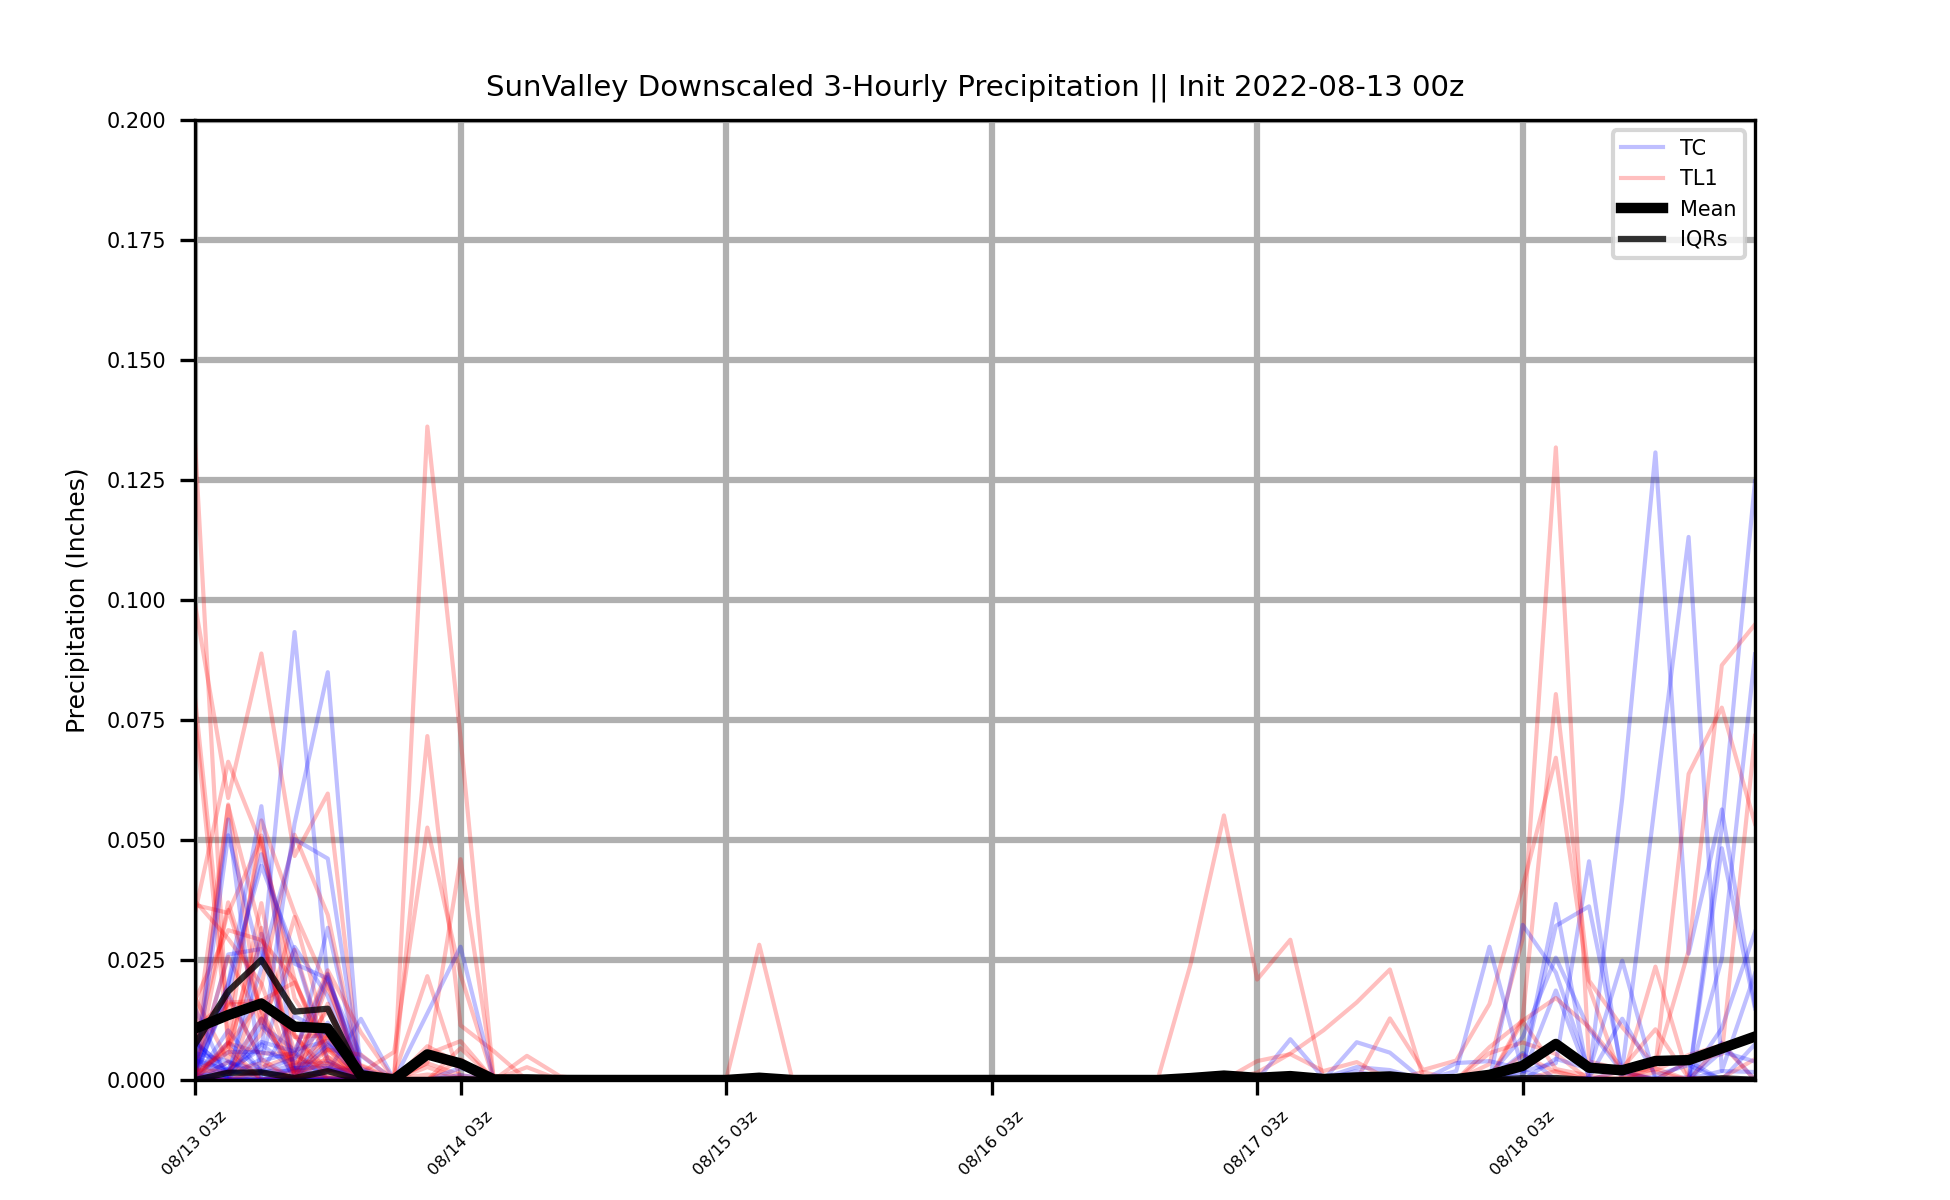 SunValley Downscaled 3-Hourly Precipitation || Init 2022-08-13 00z
0.200
0.175
0.150
0.125
0.100
0.075
0.050
0.025
0.000
Precipitation (Inches)
TC
TL1
Mean
IQRs
08/13 03z
08/14 03z
08/15 03z
08/16 03z
08/17 03z
08/18 03z